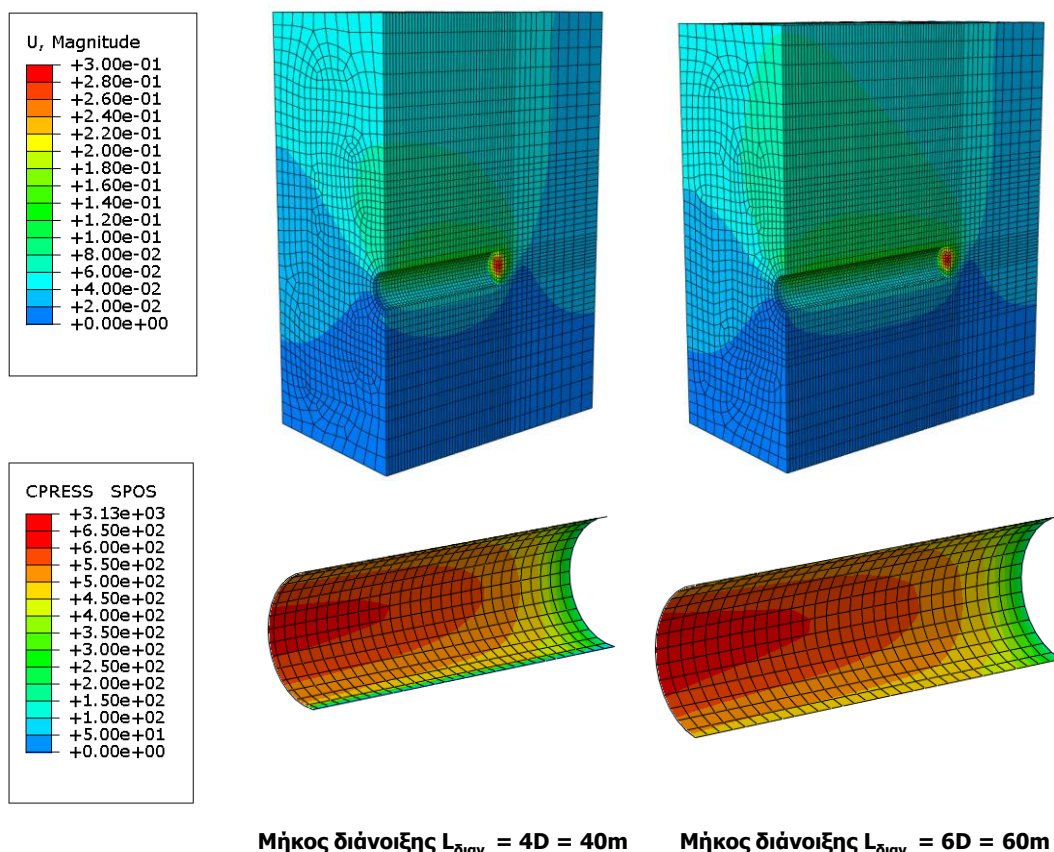 U, Magnitude
+3.00e-01
+2.80e-01
+2.60e-01
+2.40e-01
+2.20e-01
+2.00e-01
+1.80e-01
+1.60e-01
+1.40e-01
+1.20e-01
+1.00e-01
+8.00e-02
+6.00e-02
+4.00e-02
+2.00e-02
+0.00e+00
CPRESS SPOS
+3.13e+03
+6.50e+02
+6.00e+02
+5.50e+02
+5.00e+02
+4.50e+02
+4.00e+02
+3.50e+02
+3.00e+02
+2.50e+02
+2.00e+02
+1.50e+02
+1.00e+02
+5.00e+01
+0.00e+00
Μήκος διάνοιξης Lδιαν. = 4D = 40m
Μήκος διάνοιξης Lδιαν. = 6D = 60m